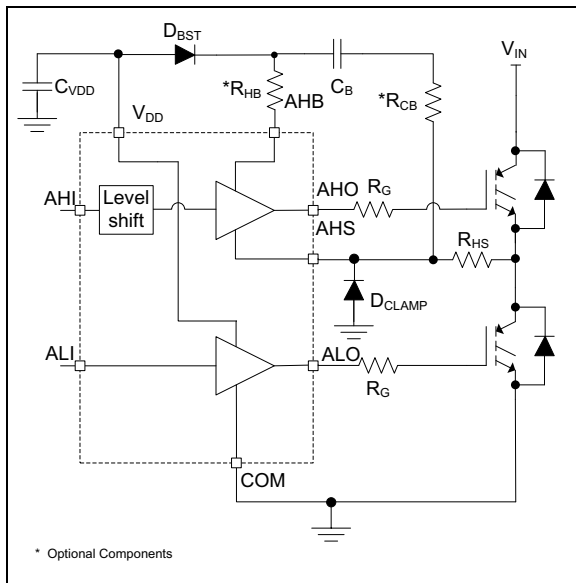 DBST
VIN
CVDD
*RHB
CB
*RCB
VDD
AHB
AHI
Level
shift
AHO
RG
AHS
RHS
DCLAMP
ALI
ALO
RG
COM
* Optional Components